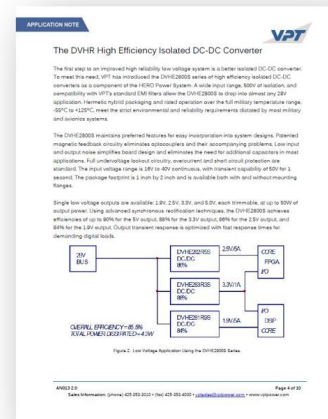 APPLICATION NOTE
VPT
The DVHR High Efficiency Isolated DC-DC Converter
The first step to an improved high reliability low voltage system is a better isolated DC-DC converter.
To meet this need, VPT has introduced the DVHE2800S series of high efficiency isolated DC-DC
converters as a component of the HERO Power System. A wide input range, 500V of isolation, and
compatibility with VPT's standard EMI filters allow the DVHE2800S to drop into almost any 28V
application. Hermetic hybrid packaging and rated operation over the full military temperature range,
-55°C to +125°C, meet the strict environmental and reliability requirements dictated by most military
and avionics systems.
The DVHE2800S maintains preferred features for easy incorporation into system designs. Patented
magnetic feedback circuitry eliminates optocouplers and their accompanying problems. Low input
and output noise simplifies board design and eliminates the need for additional capacitors in most
applications. Full undervoltage lockout circuitry, overcurrent and short circuit protection are
standard. The input voltage range is 16V to 40V continuous, with transient capability of 50V for 1
second. The package footprint is 1 inch by 2 inch and is available both with and without mounting
flanges.
Single low voltage outputs are available: 1.9V, 2.5V, 3.3V, and 5.0V, each trimmable, at up to 50W of
output power. Using advanced synchronous rectification techniques, the DVHE2800S achieves
efficiencies of up to 90% for the 5V output, 88% for the 3.3V output, 86% for the 2.5V output, and
84% for the 1.9V output. Output transient response is optimized with fast response times for
demanding digital loads.
28V
BUS
DVHE282R5S
DC/DC
86%
2.5V/5A
CORE
FPGA
I/O
DVHE283R3S
DC/DC
88%
3.3V/1A
DVHE281R9S
DC/DC
84%
1.9V/5A
I/O
DSP
CORE
OVERALL EFFICIENCY = 85.5%
TOTAL POWER DISSIPATED = 4.3W
Figure 2. Low Voltage Application Using the DVHE2800S Series.
AN013 2.0
Page 4 of 10
Sales Information: (phone) 425-353-3010 • (fax) 425-353-4030 • vptsales@vptpower.com • www.vptpower.com